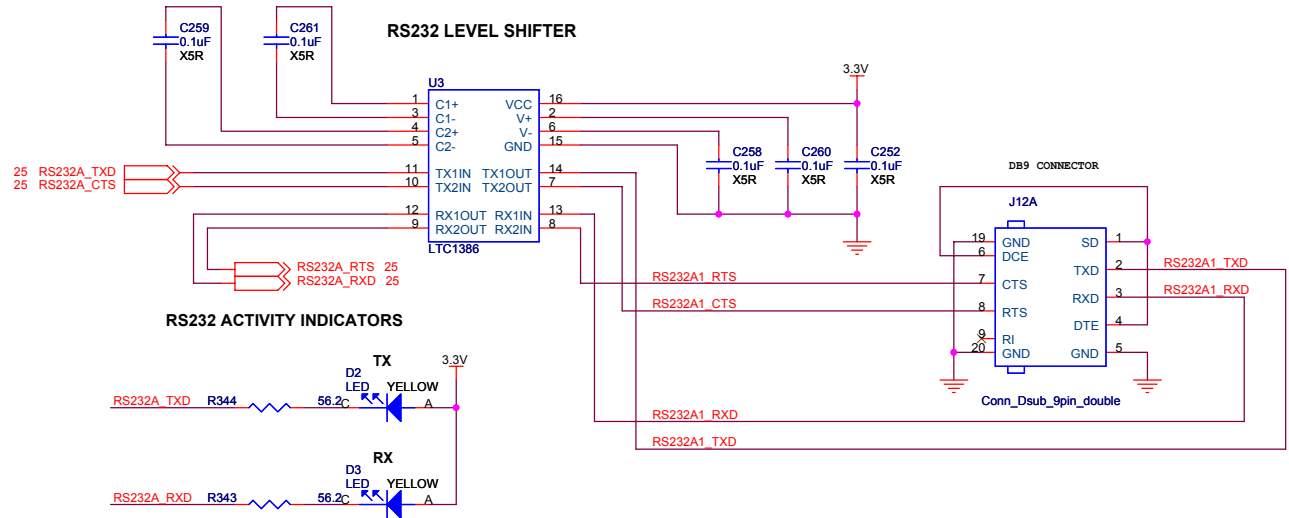 RS232 LEVEL SHIFTER
C259
0.1uF
X5R
C261
0.1uF
X5R
U3
1 C1+ VCC 16
3 C1- V+ 2
4 C2+ V- 6
5 C2- GND 15
11 TX1IN TX1OUT 14
10 TX2IN TX2OUT 7
12 RX1OUT RX1IN 13
9 RX2OUT RX2IN 8
LTC1386
25 RS232A_TXD
25 RS232A_CTS
RS232A_RTS 25
RS232A_RXD 25
3.3V
C258
0.1uF
X5R
C260
0.1uF
X5R
C252
0.1uF
X5R
DB9 CONNECTOR
J12A
19 GND SD 1
6 DCE
TXD 2
7 CTS
RXD 3
8 RTS
DTE 4
9 RI
20 GND GND 5
Conn_Dsub_9pin_double
RS232A1_TXD
RS232A1_RXD
RS232A1_RTS
RS232A1_CTS
RS232A1_RXD
RS232A1_TXD
RS232 ACTIVITY INDICATORS
TX
3.3V
D2
LED YELLOW
RS232A_TXD R344 56.2 C A
RX
D3
LED YELLOW
RS232A_RXD R343 56.2 C A